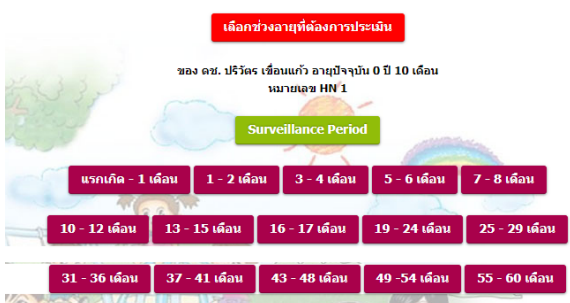 เลือกช่วงอายุที่ต้องการประเมิน
ของ ดช. ปริวัตร เขื่อนแก้ว อายุปัจจุบัน 0 ปี 10 เดือน
หมายเลข HN 1
Surveillance Period
แรกเกิด - 1 เดือน 1 - 2 เดือน 3 - 4 เดือน 5 - 6 เดือน 7 - 8 เดือน
10 - 12 เดือน 13 - 15 เดือน 16 - 17 เดือน 19 - 24 เดือน 25 - 29 เดือน
31 - 36 เดือน 37 - 41 เดือน 43 - 48 เดือน 49 -54 เดือน 55 - 60 เดือน